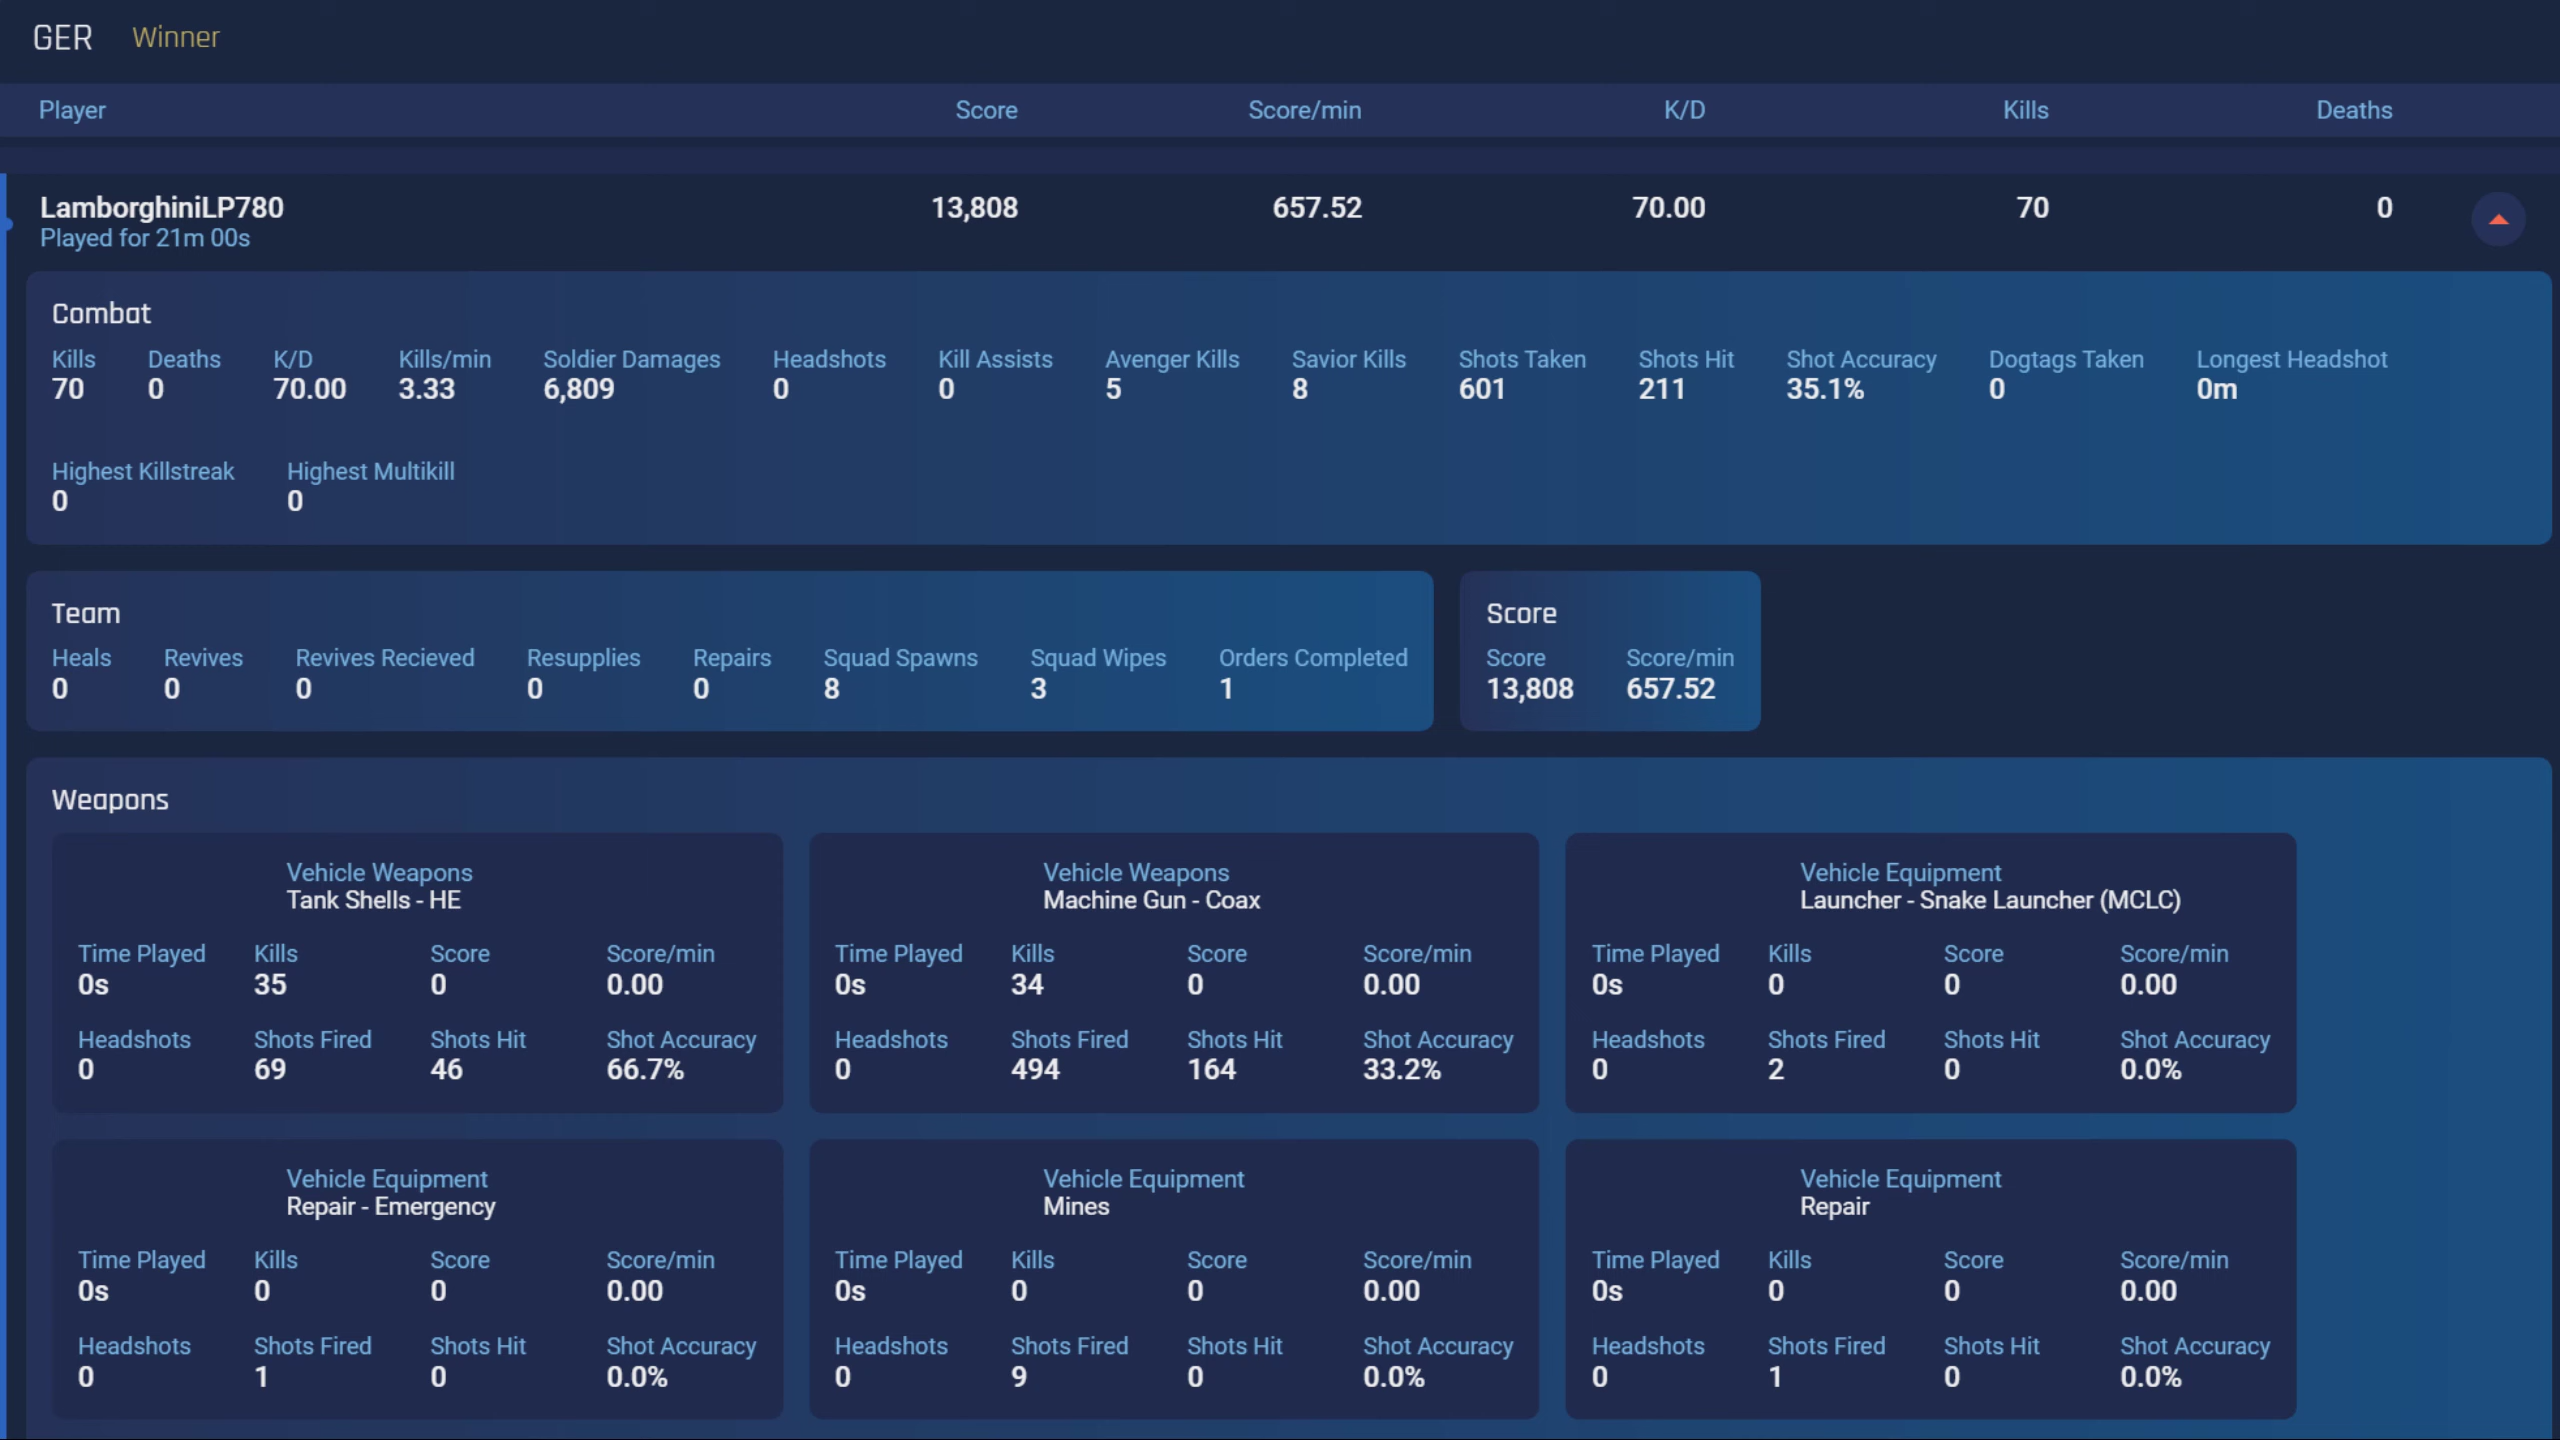 GER Winner
Player Score Score/min K/D Kills Deaths
LamborghiniLP780 13,808 657.52 70.00 70 0
Played for 21m 00s
Combat
Kills Deaths K/D Kills/min Soldier Damages Headshots Kill Assists Avenger Kills Savior Kills Shots Taken Shots Hit Shot Accuracy Dogtags Taken Longest Headshot
70 0 70.00 3.33 6,809 0 0 5 8 601 211 35.1% 0 0m
Highest Killstreak Highest Multikill
0 0
Team
Heals Revives Revives Recieved Resupplies Repairs Squad Spawns Squad Wipes Orders Completed
0 0 0 0 0 8 3 1
Score
Score Score/min
13,808 657.52
Weapons
Vehicle Weapons
Tank Shells - HE
Time Played Kills Score Score/min
0s 35 0 0.00
Headshots Shots Fired Shots Hit Shot Accuracy
0 69 46 66.7%
Vehicle Weapons
Machine Gun - Coax
Time Played Kills Score Score/min
0s 34 0 0.00
Headshots Shots Fired Shots Hit Shot Accuracy
0 494 164 33.2%
Vehicle Equipment
Launcher - Snake Launcher (MCLC)
Time Played Kills Score Score/min
0s 0 0 0.00
Headshots Shots Fired Shots Hit Shot Accuracy
0 2 0 0.0%
Vehicle Equipment
Repair - Emergency
Time Played Kills Score Score/min
0s 0 0 0.00
Headshots Shots Fired Shots Hit Shot Accuracy
0 1 0 0.0%
Vehicle Equipment
Mines
Time Played Kills Score Score/min
0s 0 0 0.00
Headshots Shots Fired Shots Hit Shot Accuracy
0 9 0 0.0%
Vehicle Equipment
Repair
Time Played Kills Score Score/min
0s 0 0 0.00
Headshots Shots Fired Shots Hit Shot Accuracy
0 1 0 0.0%